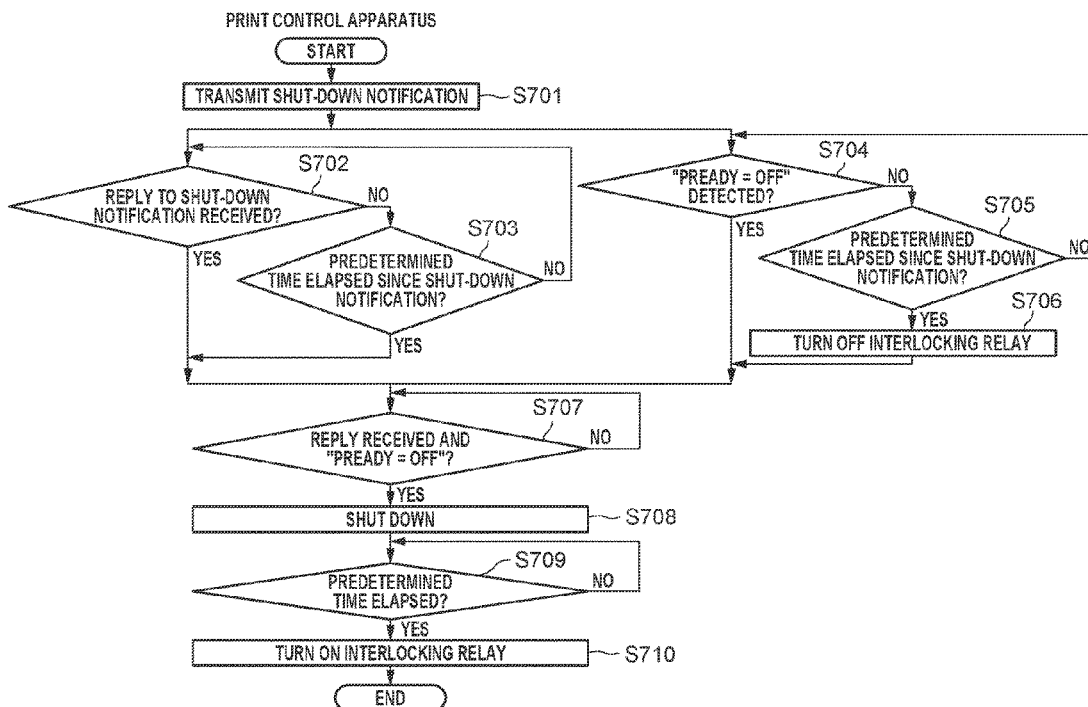 PRINT CONTROL APPARATUS
START
TRANSMIT SHUT-DOWN NOTIFICATION
S701
S702
REPLY TO SHUT-DOWN
NOTIFICATION RECEIVED?
NO
YES
S703
PREDETERMINED
TIME ELAPSED SINCE SHUT-DOWN
NOTIFICATION?
NO
YES
S704
"PREADY = OFF"
DETECTED?
NO
YES
S705
PREDETERMINED
TIME ELAPSED SINCE SHUT-DOWN
NOTIFICATION?
NO
YES
S706
TURN OFF INTERLOCKING RELAY
S707
REPLY RECEIVED AND
"PREADY = OFF"?
NO
YES
SHUT DOWN
S708
S709
PREDETERMINED
TIME ELAPSED?
NO
YES
TURN ON INTERLOCKING RELAY
S710
END